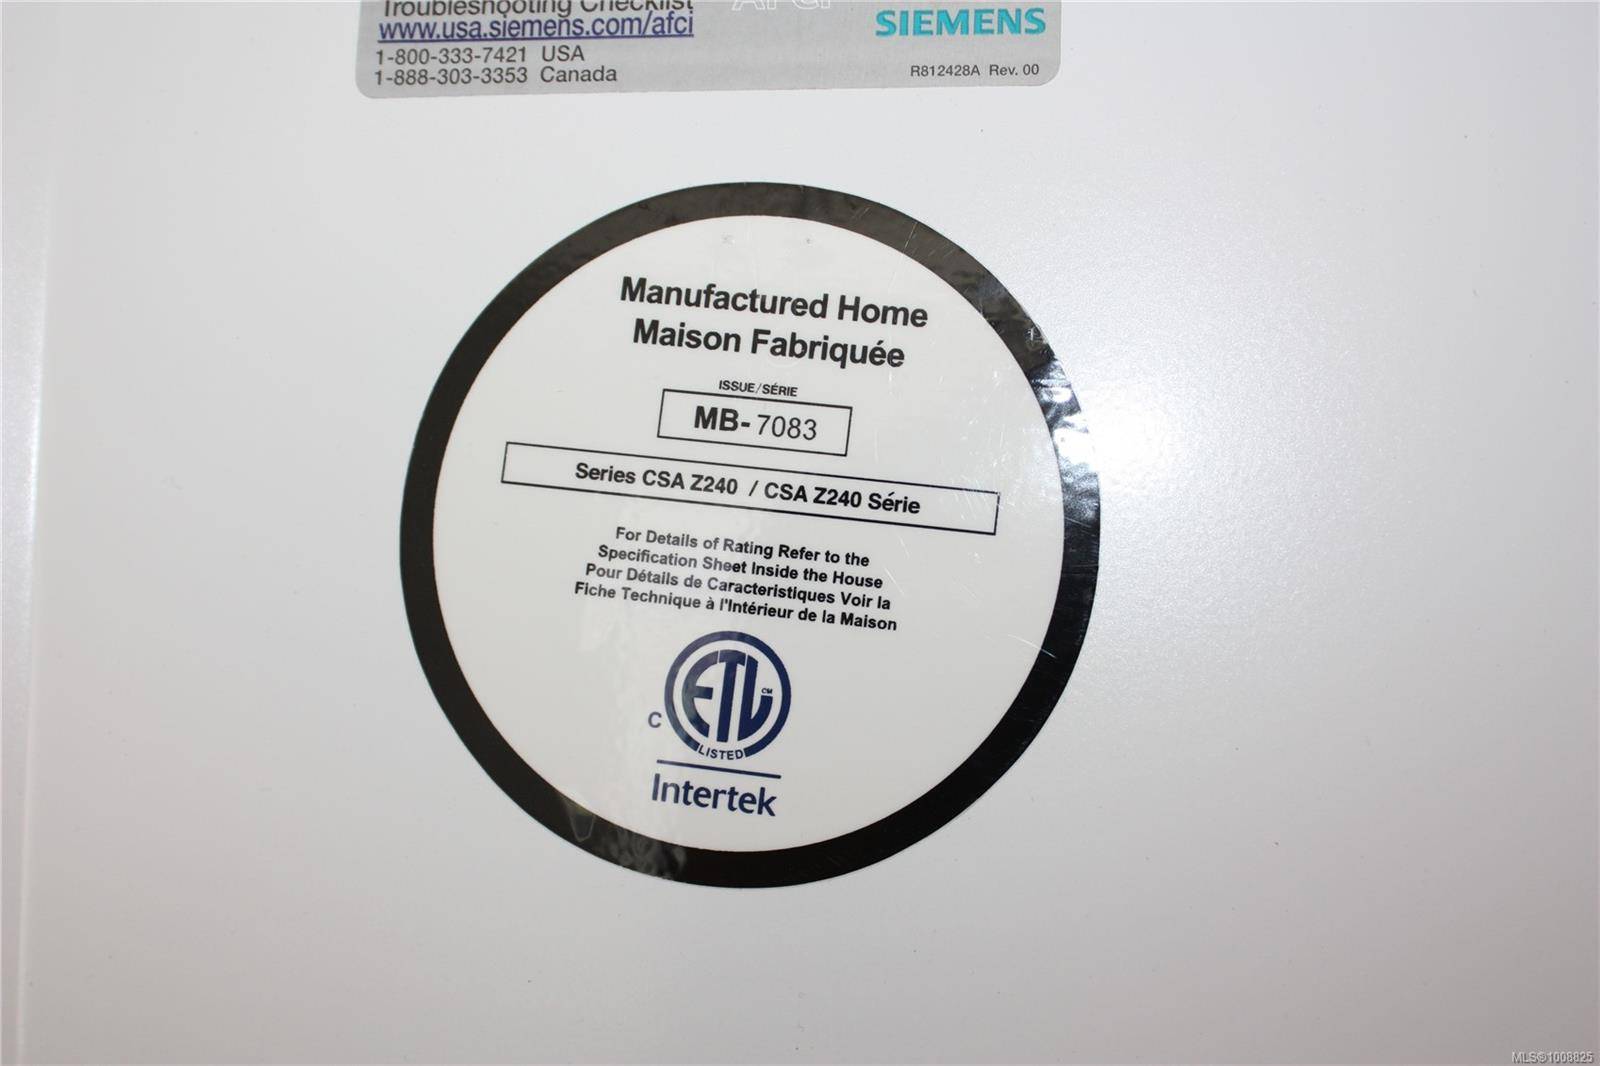 Troubleshooting Checklist
www.usa.siemens.com/afci
1-800-333-7421 USA
1-888-303-3353 Canada
AFCI
SIEMENS
R812428A Rev. 00
Manufactured Home
Maison Fabriquée
ISSUE/SÉRIE
MB-7083
Series CSA Z240 / CSA Z240 Série
For Details of Rating Refer to the
Specification Sheet Inside the House
Pour Détails de Caracteristiques Voir la
Fiche Technique à l'Intérieur de la Maison
C
ETL CM
LISTED
Intertek
MLS®1008825